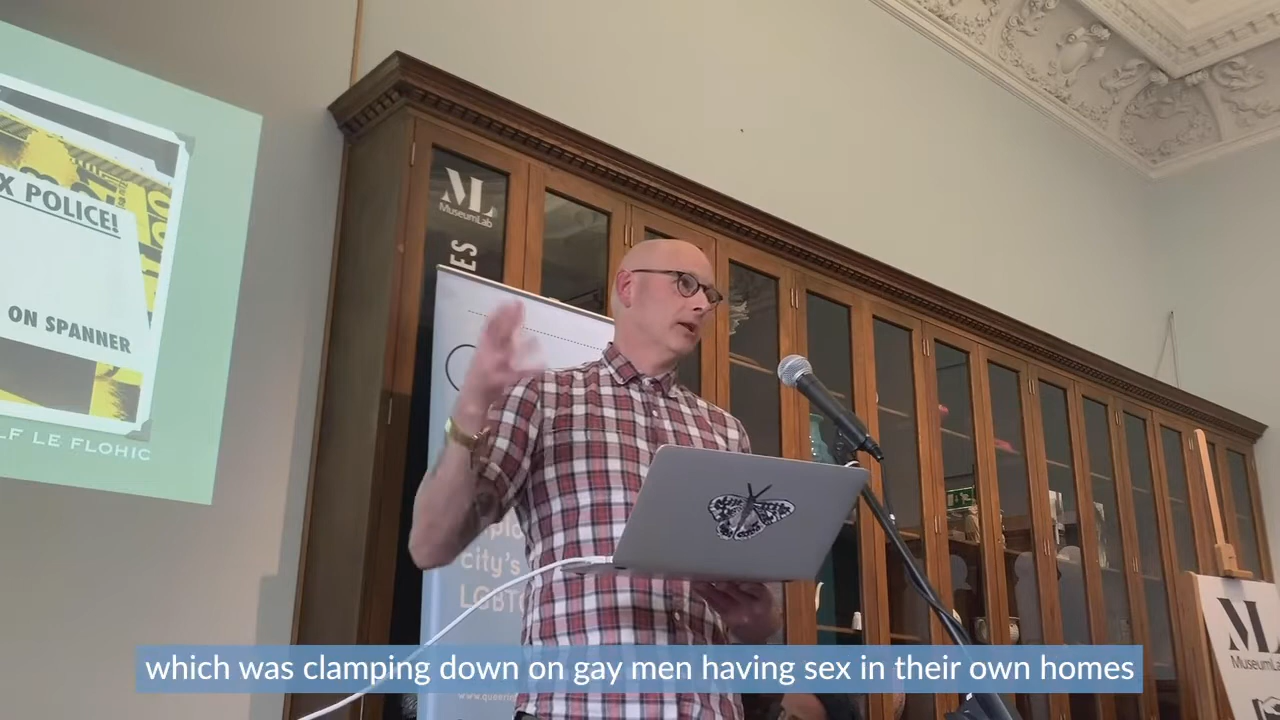 X POLICE!
ON SPANNER
LF LE FLOHIC
ML
MuseumLab
ES
city's
LGBT
ML
MuseumLab
which was clamping down on gay men having sex in their own homes